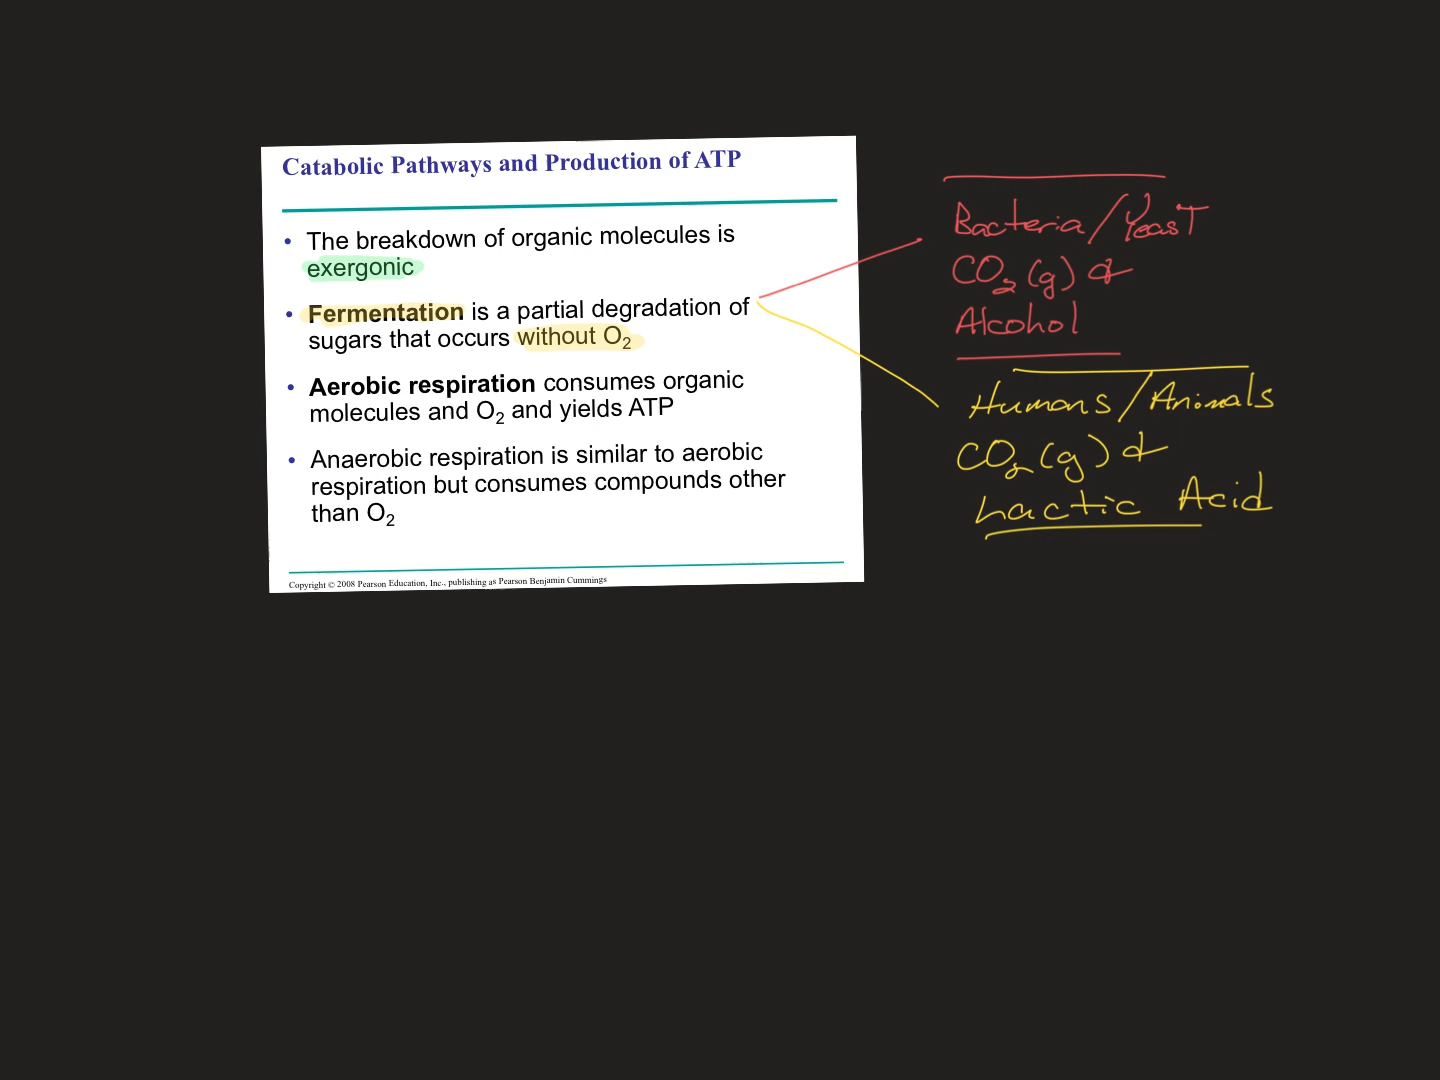 Catabolic Pathways and Production of ATP
• The breakdown of organic molecules is
exergonic
• Fermentation is a partial degradation of
sugars that occurs without O₂
• Aerobic respiration consumes organic
molecules and O₂ and yields ATP
• Anaerobic respiration is similar to aerobic
respiration but consumes compounds other
than O₂
Copyright © 2008 Pearson Education, Inc., publishing as Pearson Benjamin Cummings
Bacteria/Yeast
CO₂(g) &
Alcohol
Humans/Animals
CO₂(g) &
Lactic Acid